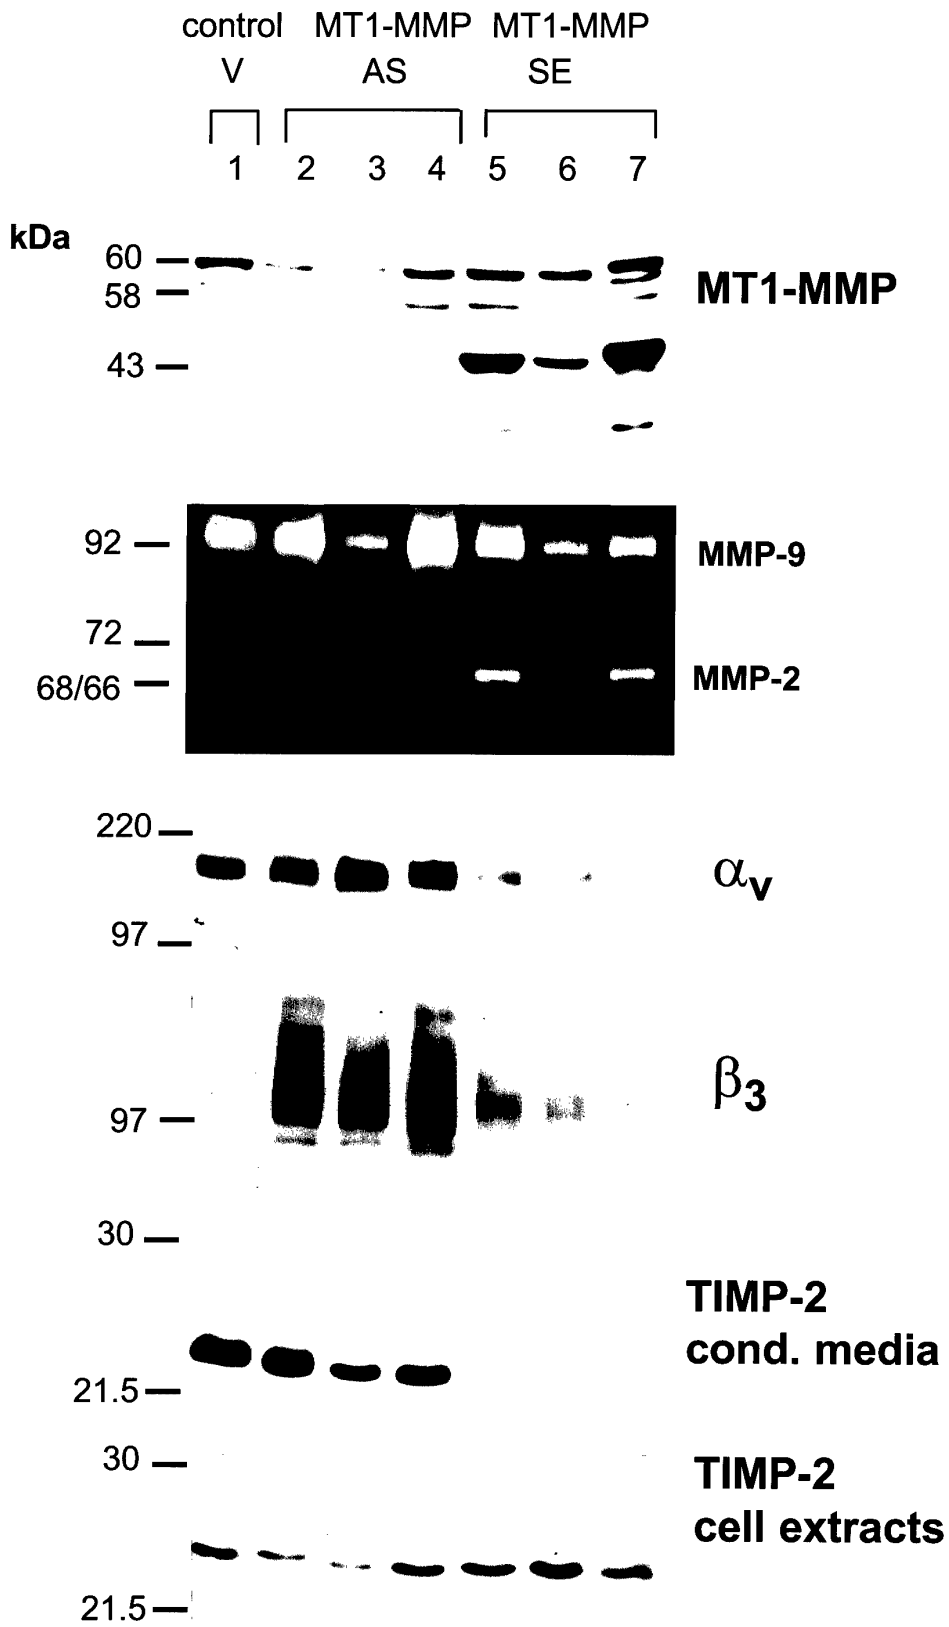 control MT1-MMP MT1-MMP
V AS SE
1 2 3 4 5 6 7
kDa
60
58
43
MT1-MMP
92
72
68/66
MMP-9
MMP-2
220
97
αv
97
β3
30
21.5
TIMP-2
cond. media
30
21.5
TIMP-2
cell extracts